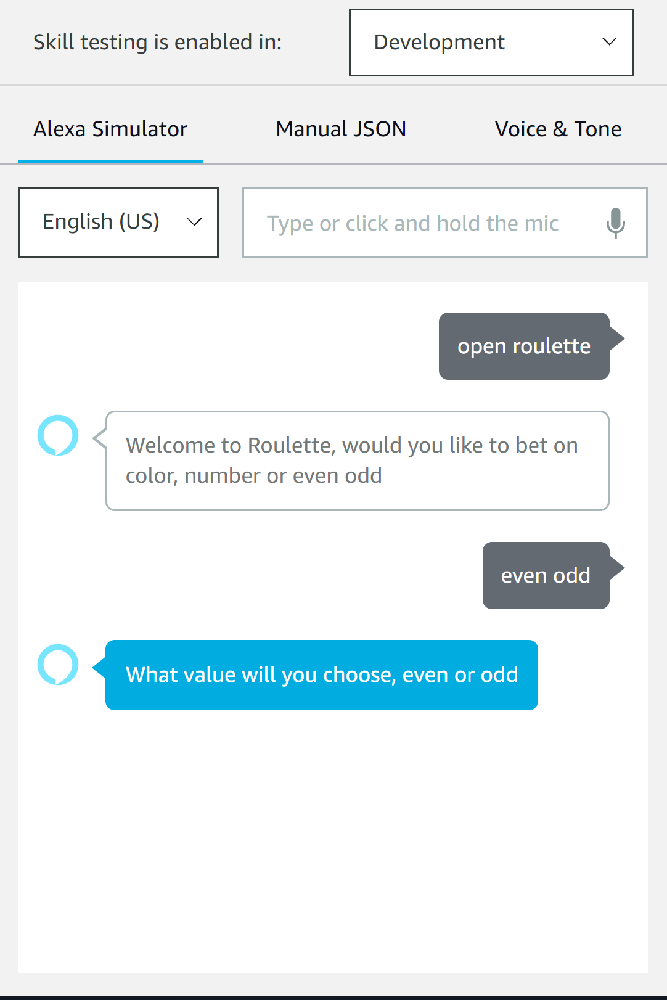 Skill testing is enabled in: Development
Alexa Simulator Manual JSON Voice & Tone
English (US) Type or click and hold the mic
open roulette
Welcome to Roulette, would you like to bet on
color, number or even odd
even odd
What value will you choose, even or odd